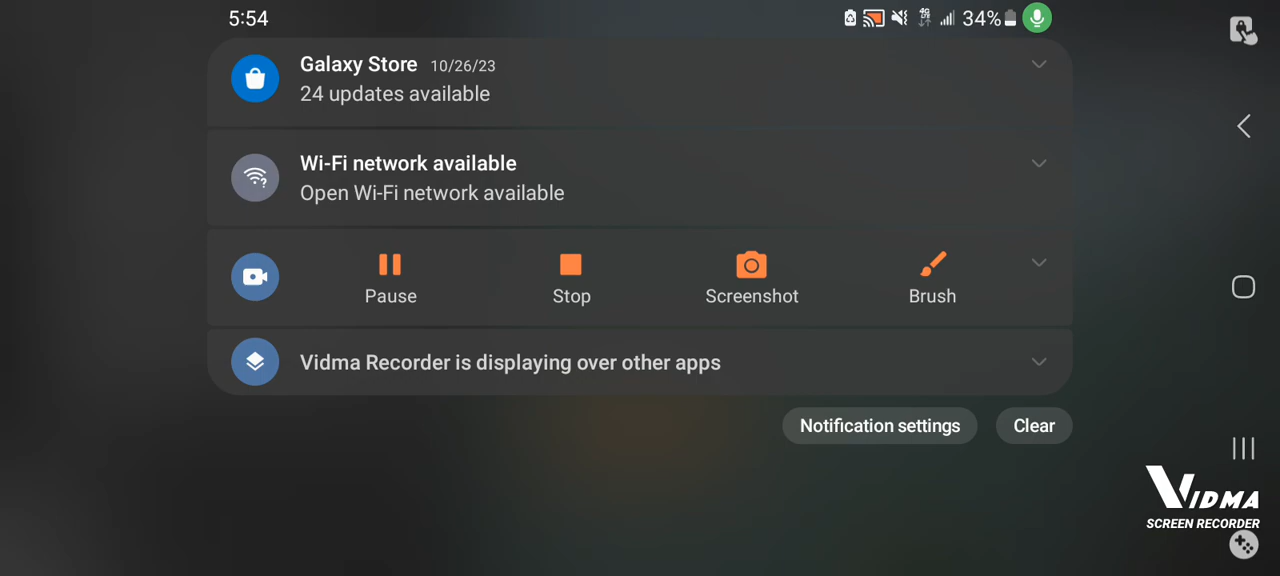 5:54
4G
34%
Galaxy Store 10/26/23
24 updates available
Wi-Fi network available
Open Wi-Fi network available
Pause Stop Screenshot Brush
Vidma Recorder is displaying over other apps
Notification settings Clear
VIDMA
SCREEN RECORDER